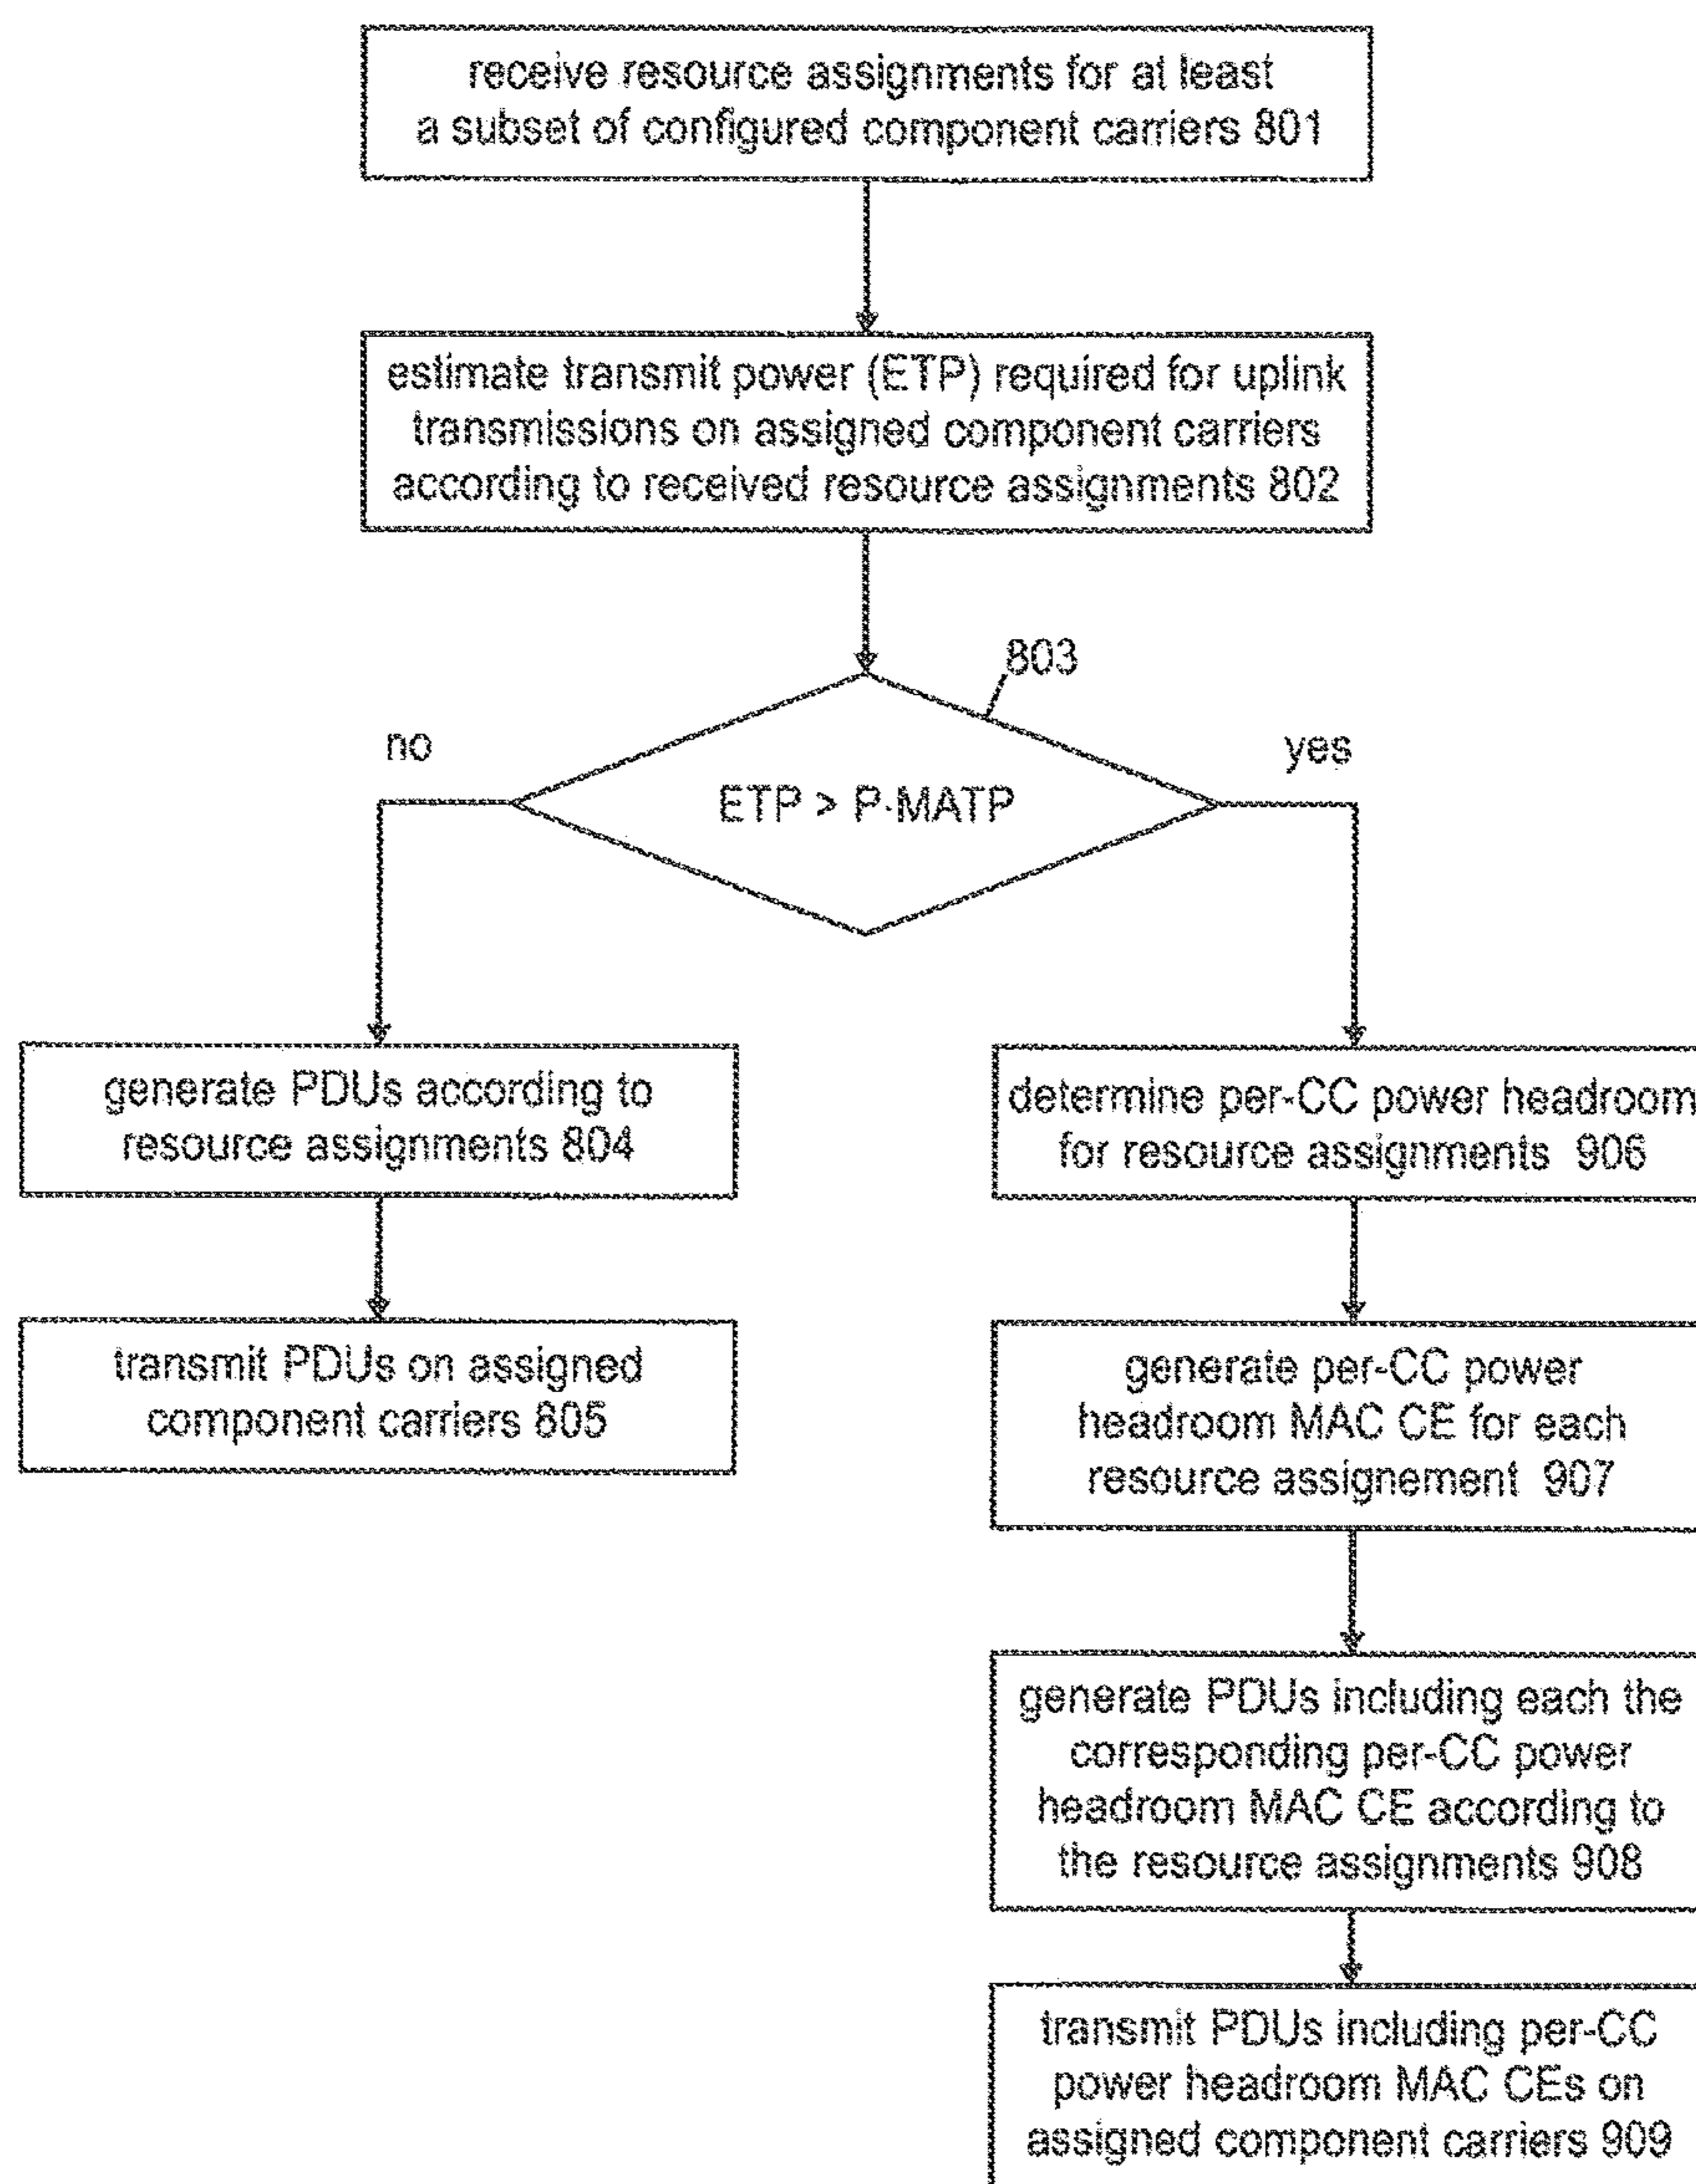 receive resource assignments for at least
a subset of configured component carriers 801
estimate transmit power (ETP) required for uplink
transmissions on assigned component carriers
according to received resource assignments 802
803
no
yes
ETP > P-MATP
generate PDUs according to
resource assignments 804
transmit PDUs on assigned
component carriers 805
determine per-CC power headroom
for resource assignments 906
generate per-CC power
headroom MAC CE for each
resource assignement 907
generate PDUs including each the
corresponding per-CC power
headroom MAC CE according to
the resource assignments 908
transmit PDUs including per-CC
power headroom MAC CEs on
assigned component carriers 909